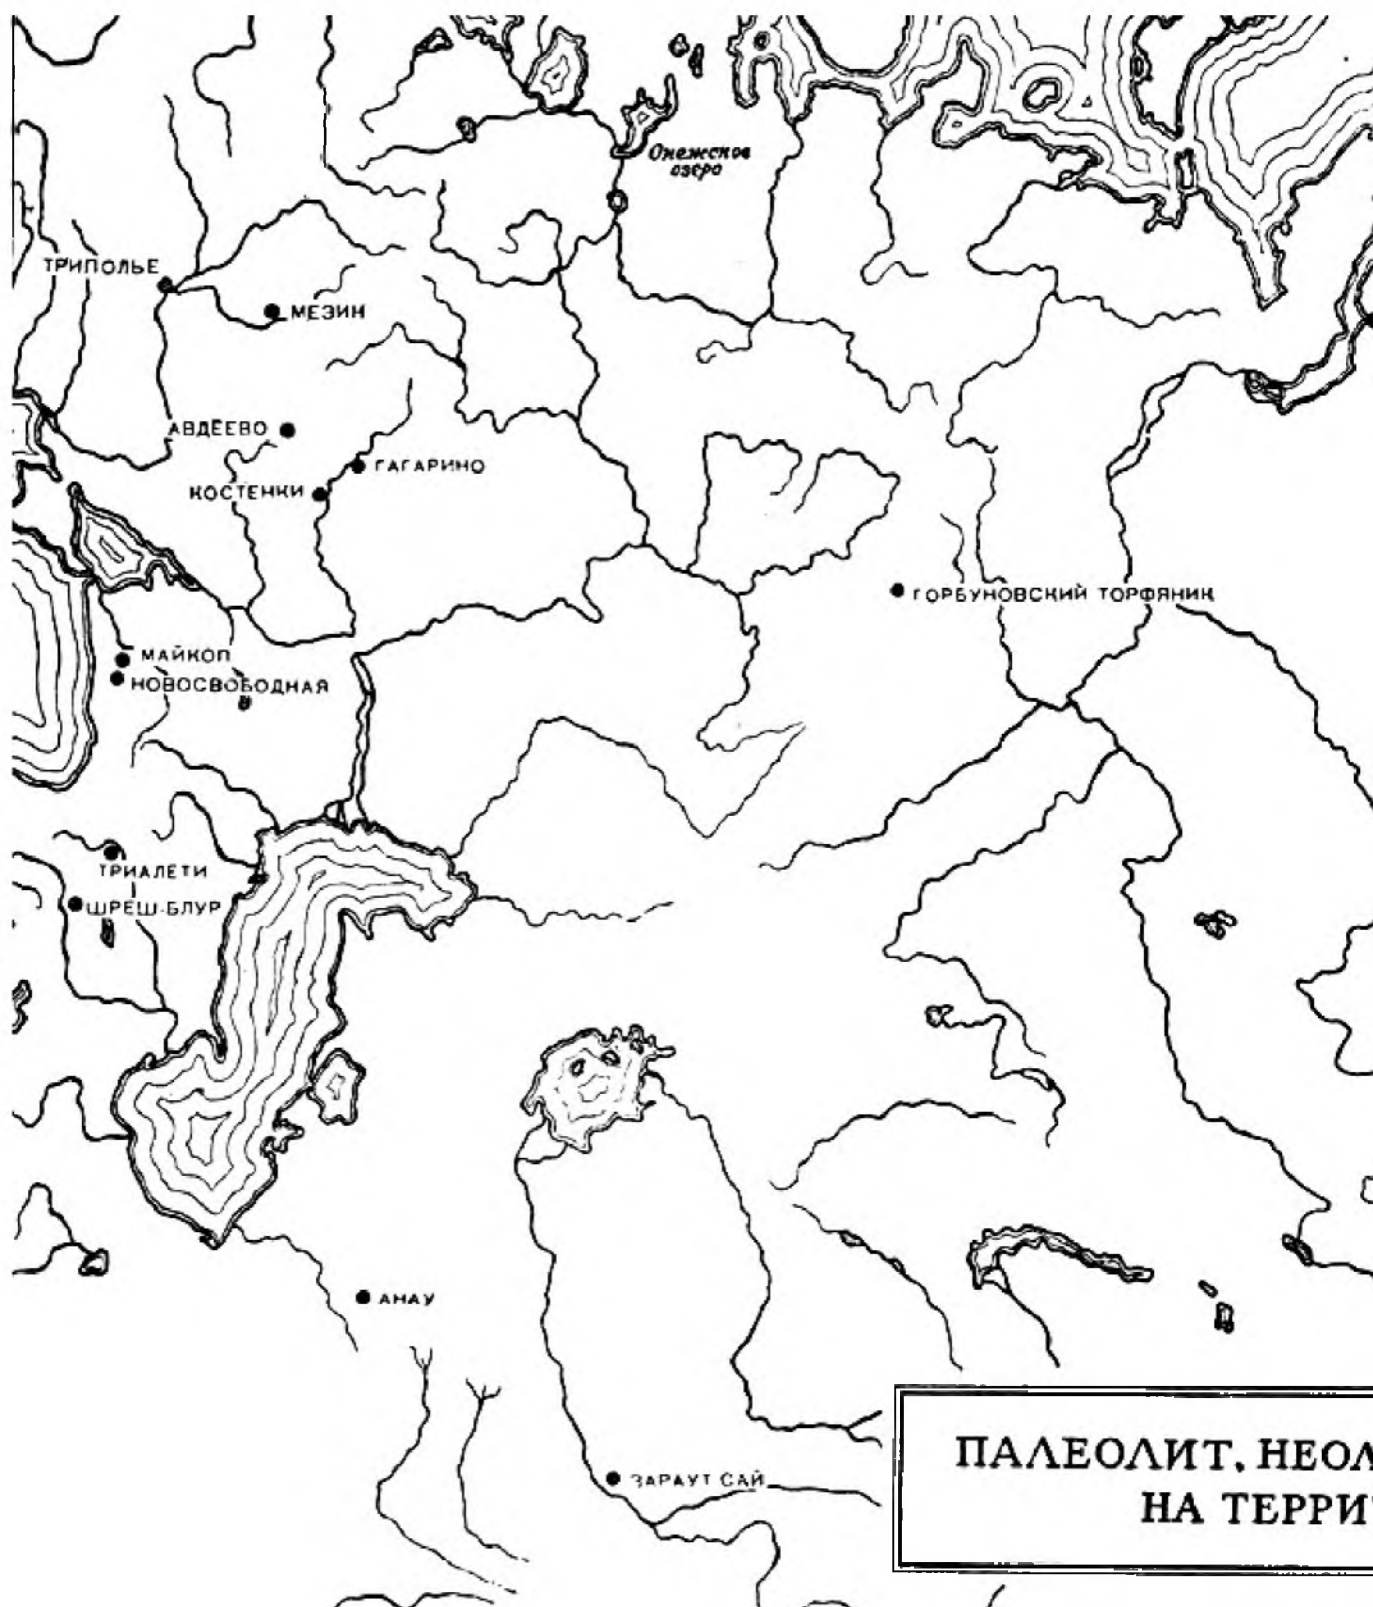 Онежское
озеро
ТРИПОЛЬЕ
МЕЗИН
АВДЕЕВО
ГАГАРИНО
КОСТЕНКИ
ГОРБУНОВСКИЙ ТОРФЯНИК
МАЙКОП
НОВОСВОБОДНАЯ
ТРИАЛЕТИ
ШРЕШ-БЛУР
АНАУ
ЗАРАУТ САЙ
ПАЛЕОЛИТ, НЕОЛ
НА ТЕРРИ